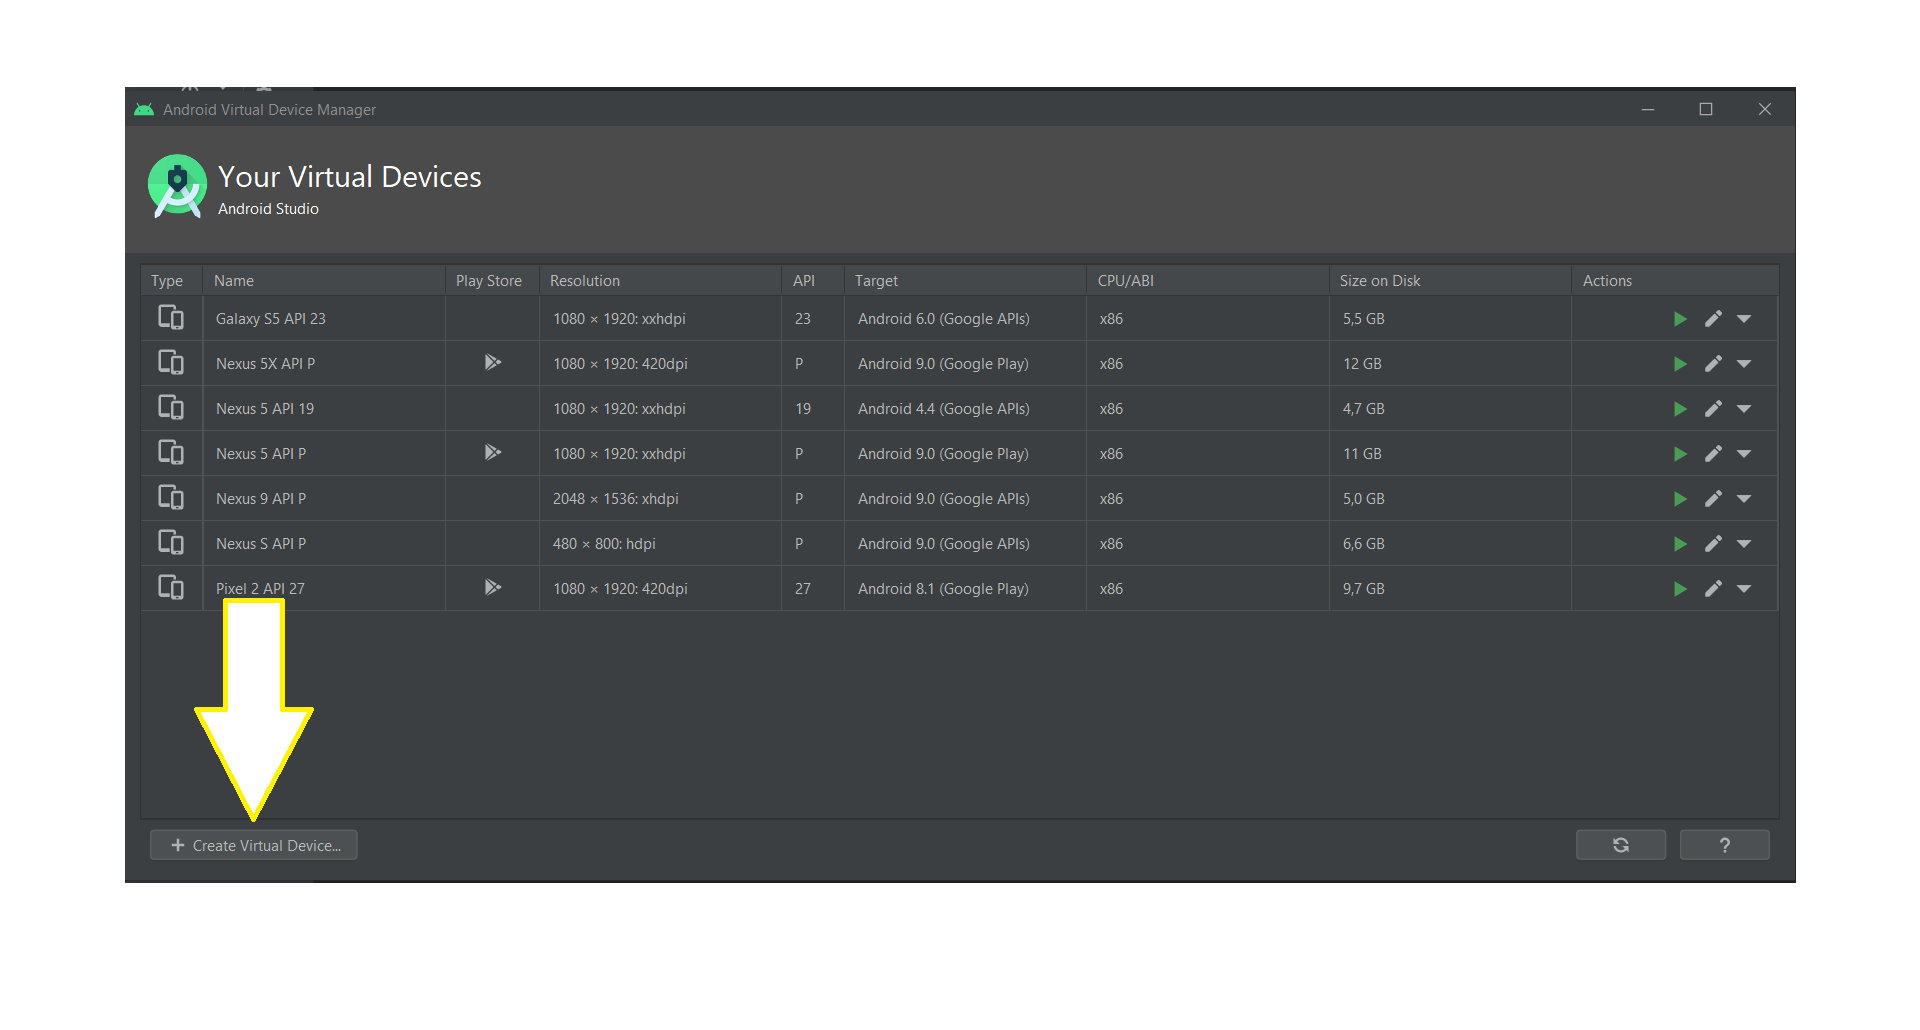 Android Virtual Device Manager
Your Virtual Devices
Android Studio
Type Name Play Store Resolution API Target CPU/ABI Size on Disk Actions
Galaxy S5 API 23 1080 × 1920: xxhdpi 23 Android 6.0 (Google APIs) x86 5,5 GB
Nexus 5X API P 1080 × 1920: 420dpi P Android 9.0 (Google Play) x86 12 GB
Nexus 5 API 19 1080 × 1920: xxhdpi 19 Android 4.4 (Google APIs) x86 4,7 GB
Nexus 5 API P 1080 × 1920: xxhdpi P Android 9.0 (Google Play) x86 11 GB
Nexus 9 API P 2048 × 1536: xhdpi P Android 9.0 (Google APIs) x86 5,0 GB
Nexus S API P 480 × 800: hdpi P Android 9.0 (Google APIs) x86 6,6 GB
Pixel 2 API 27 1080 × 1920: 420dpi 27 Android 8.1 (Google Play) x86 9,7 GB
+ Create Virtual Device... ?